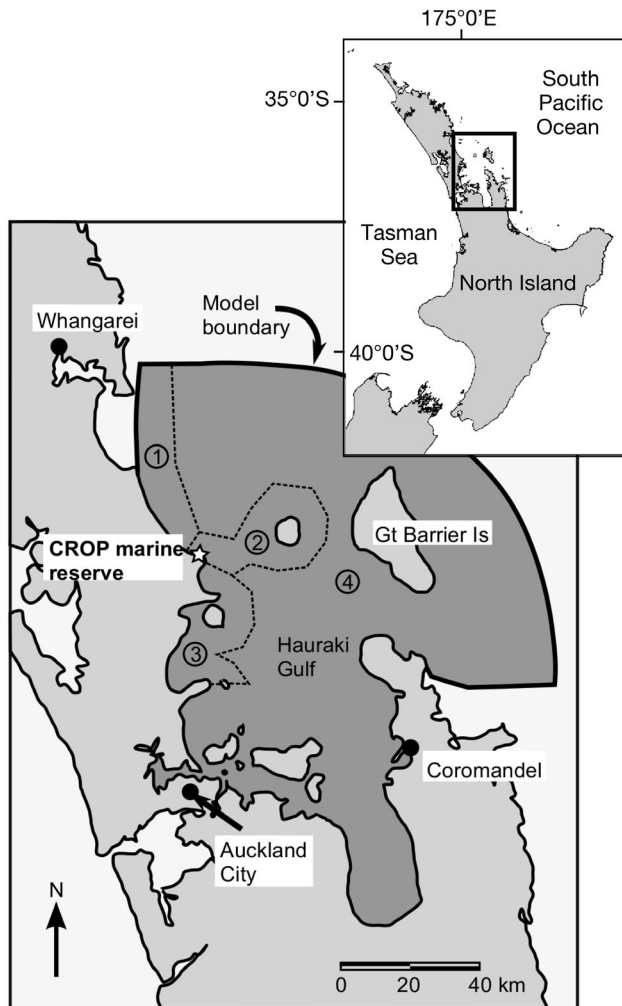 175°0'E
35°0'S
South
Pacific
Ocean
Tasman
Sea
North Island
40°0'S
Whangarei
Model
boundary
1
CROP marine
reserve
2
Gt Barrier Is
4
3
Hauraki
Gulf
Coromandel
Auckland
City
N
0 20 40 km